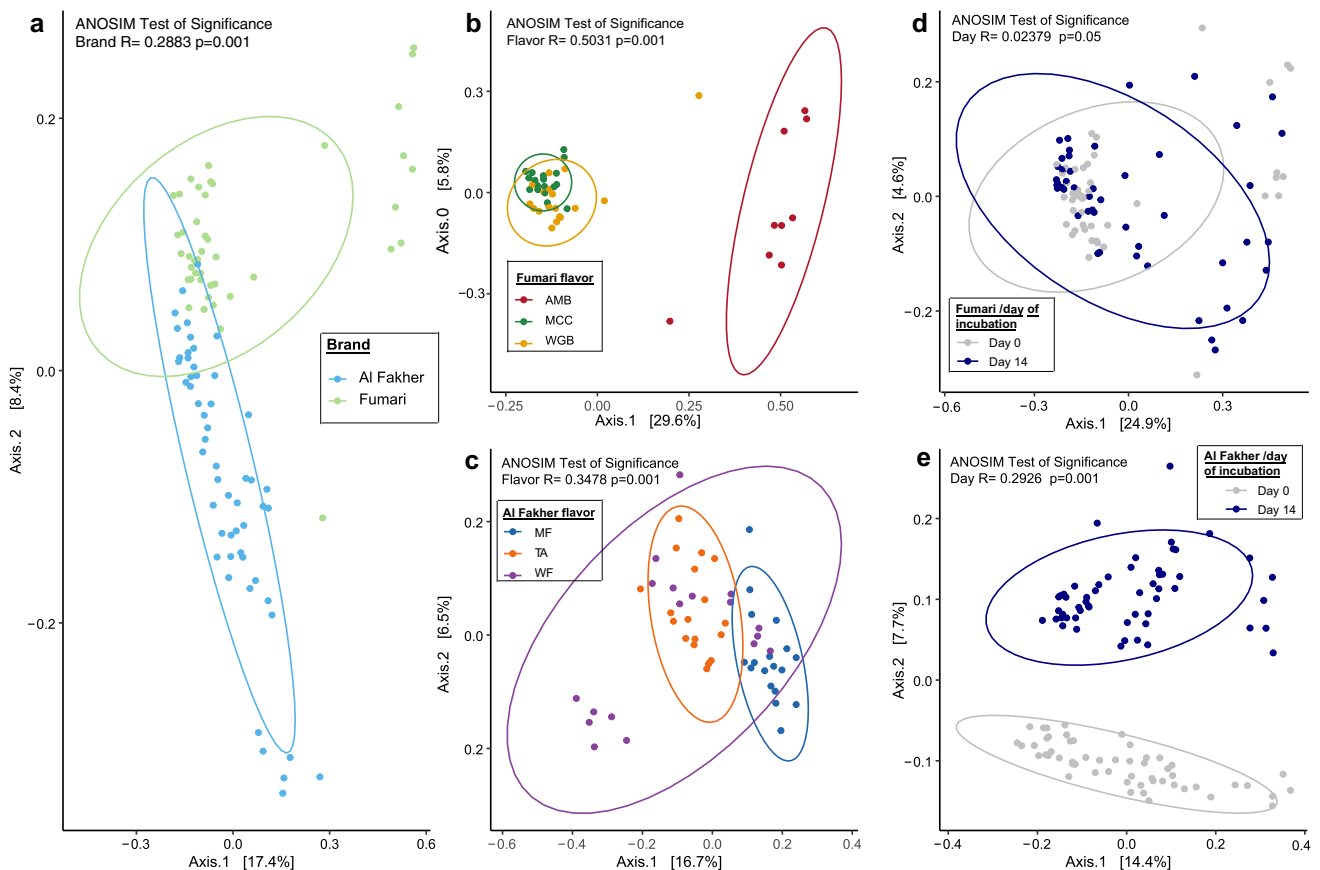 a
ANOSIM Test of Significance
Brand R= 0.2883 p=0.001
0.2
0.0
−0.2
Axis. 2 [8.4%]
Brand
Al Fakher
Fumari
−0.3
0.0
0.3
0.6
Axis.1 [17.4%]
b
ANOSIM Test of Significance
Flavor R= 0.5031 p=0.001
0.3
0.0
−0.3
Axis.0 [5.8%]
Fumari flavor
AMB
MCC
WGB
−0.25
0.00
0.25
0.50
Axis.1 [29.6%]
c
ANOSIM Test of Significance
Flavor R= 0.3478 p=0.001
Al Fakher flavor
MF
TA
WF
0.2
0.0
0.2
Axis.2 [6.5%]
−0.6
−0.4
−0.2
0.0
0.2
0.4
Axis.1 [16.7%]
d
ANOSIM Test of Significance
Day R= 0.02379 p=0.05
0.2
0.0
−0.2
Axis.2 [4.6%]
Fumari /day of
incubation
Day 0
Day 14
−0.6
−0.3
0.0
0.3
Axis.1 [24.9%]
e
ANOSIM Test of Significance
Day R= 0.2926 p=0.001
Al Fakher /day
of incubation
Day 0
Day 14
0.2
0.1
0.0
−0.1
Axis.2 [7.7%]
−0.4
−0.2
0.0
0.2
0.4
Axis.1 [14.4%]